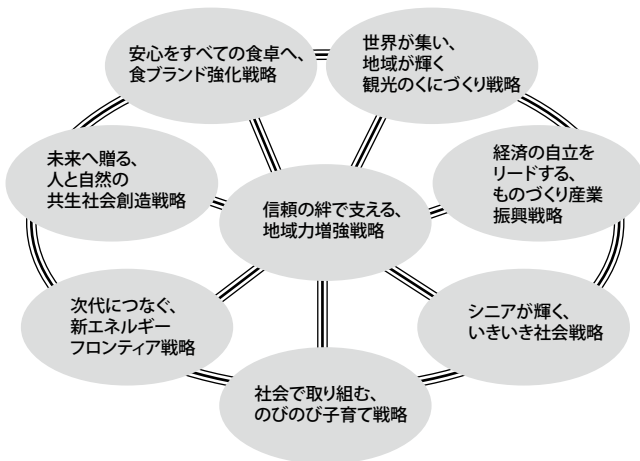 安心をすべての食卓へ、
食ブランド強化戦略
世界が集い、
地域が輝く
観光のくにづくり戦略
未来へ贈る、
人と自然の
共生社会創造戦略
経済の自立を
リードする、
ものづくり産業
振興戦略
信頼の絆で支える、
地域力増強戦略
次代につなぐ、
新エネルギー
フロンティア戦略
シニアが輝く、
いきいき社会戦略
社会で取り組む、
のびのび子育て戦略